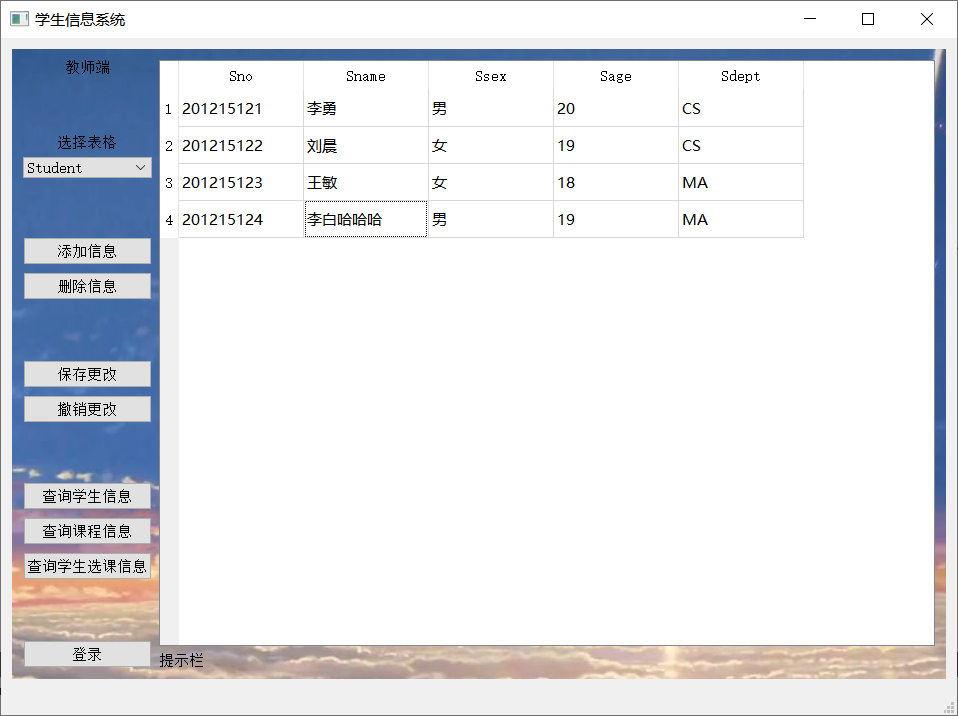 学生信息系统
教师端
选择表格
Student
添加信息
删除信息
保存更改
撤销更改
查询学生信息
查询课程信息
查询学生选课信息
登录
Sno Sname Ssex Sage Sdept
1 201215121 李勇 男 20 CS
2 201215122 刘晨 女 19 CS
3 201215123 王敏 女 18 MA
4 201215124 李白哈哈哈 男 19 MA
提示栏